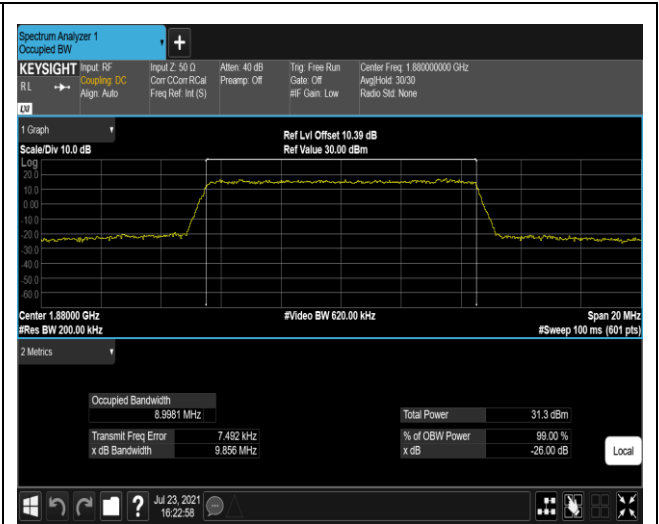 Spectrum Analyzer 1
Occupied BW
+
KEYSIGHT
RL
Input: RF
Coupling: DC
Align: Auto
Input Z: 50 Ω
Corr CCorr RCal
Freq Ref: Int (S)
Atten: 40 dB
Preamp: Off
Trig: Free Run
Gate: Off
#IF Gain: Low
Center Freq: 1.880000000 GHz
Avg|Hold: 30/30
Radio Std: None
LXI
1 Graph
Scale/Div 10.0 dB
Ref Lvl Offset 10.39 dB
Ref Value 30.00 dBm
Log
20.0
10.0
0.00
-10.0
-20.0
-30.0
-40.0
-50.0
-60.0
Center 1.88000 GHz
#Res BW 200.00 kHz
#Video BW 620.00 kHz
Span 20 MHz
#Sweep 100 ms (601 pts)
2 Metrics
Occupied Bandwidth
8.9981 MHz
Transmit Freq Error 7.492 kHz
x dB Bandwidth 9.856 MHz
Total Power 31.3 dBm
% of OBW Power 99.00 %
x dB -26.00 dB
Local
?
Jul 23, 2021
16:22:58